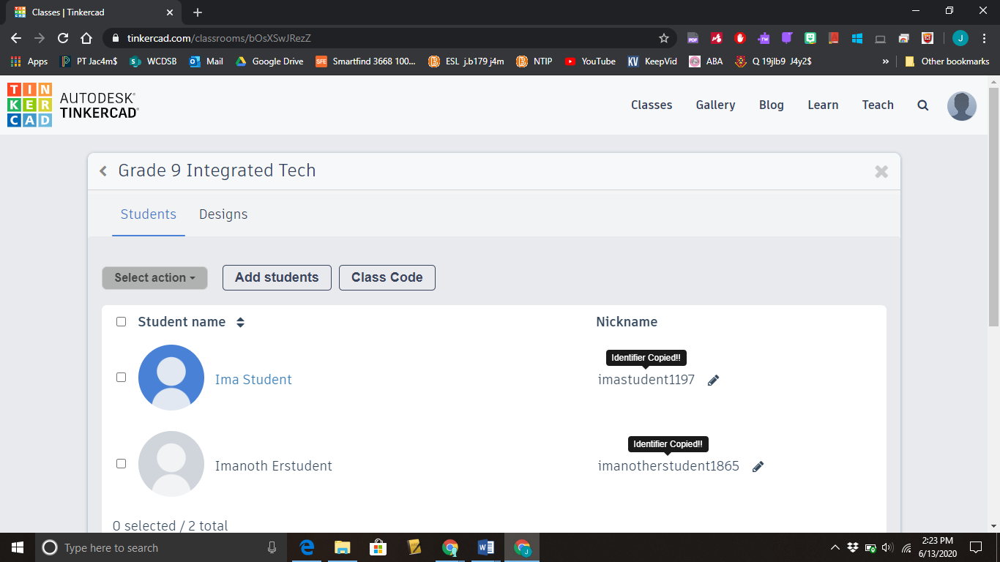 Classes | Tinkercad
tinkercad.com/classrooms/bOsXSwJRezZ
Apps PT Jac4m$ WCDSB Mail Google Drive Smartfind 3668 100... ESL j.b179 j4m NTIP YouTube KeepVid ABA Q 19jlb9 J4y2$ » Other bookmarks
TIN
KER
CAD
AUTODESK®
TINKERCAD®
Classes Gallery Blog Learn Teach
Grade 9 Integrated Tech
Students Designs
Select action Add students Class Code
Student name Nickname
Identifier Copied!!
Ima Student imastudent1197
Identifier Copied!!
Imanoth Erstudent imanotherstudent1865
0 selected / 2 total
Type here to search
2:23 PM
6/13/2020